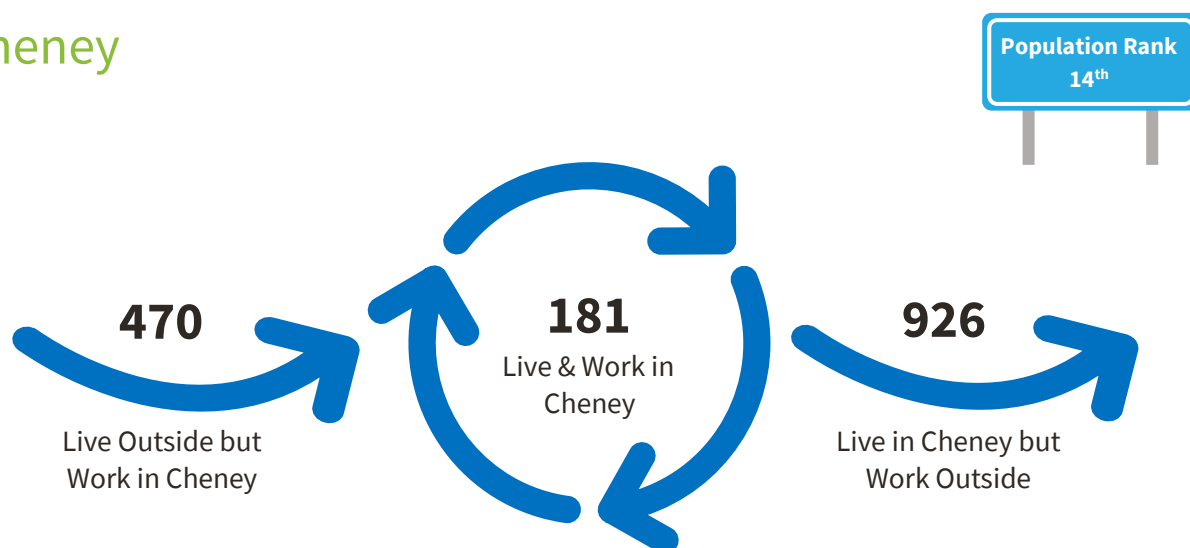 heney
Population Rank
14th
470
181
926
Live & Work in
Cheney
Live Outside but
Work in Cheney
Live in Cheney but
Work Outside